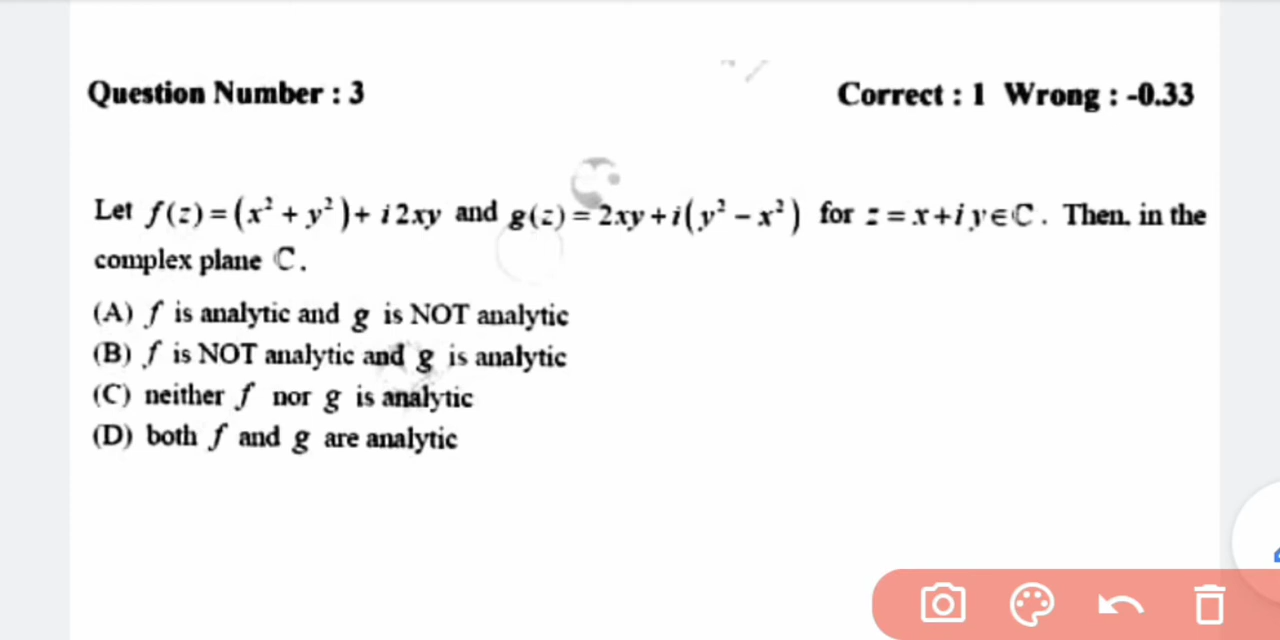 Question Number : 3
Correct : 1 Wrong : -0.33
Let f(z) = (x² + y²) + i 2xy and g(z) = 2xy + i(y² − x²) for z = x + i y ∈ ℂ. Then, in the
complex plane ℂ.
(A) f is analytic and g is NOT analytic
(B) f is NOT analytic and g is analytic
(C) neither f nor g is analytic
(D) both f and g are analytic